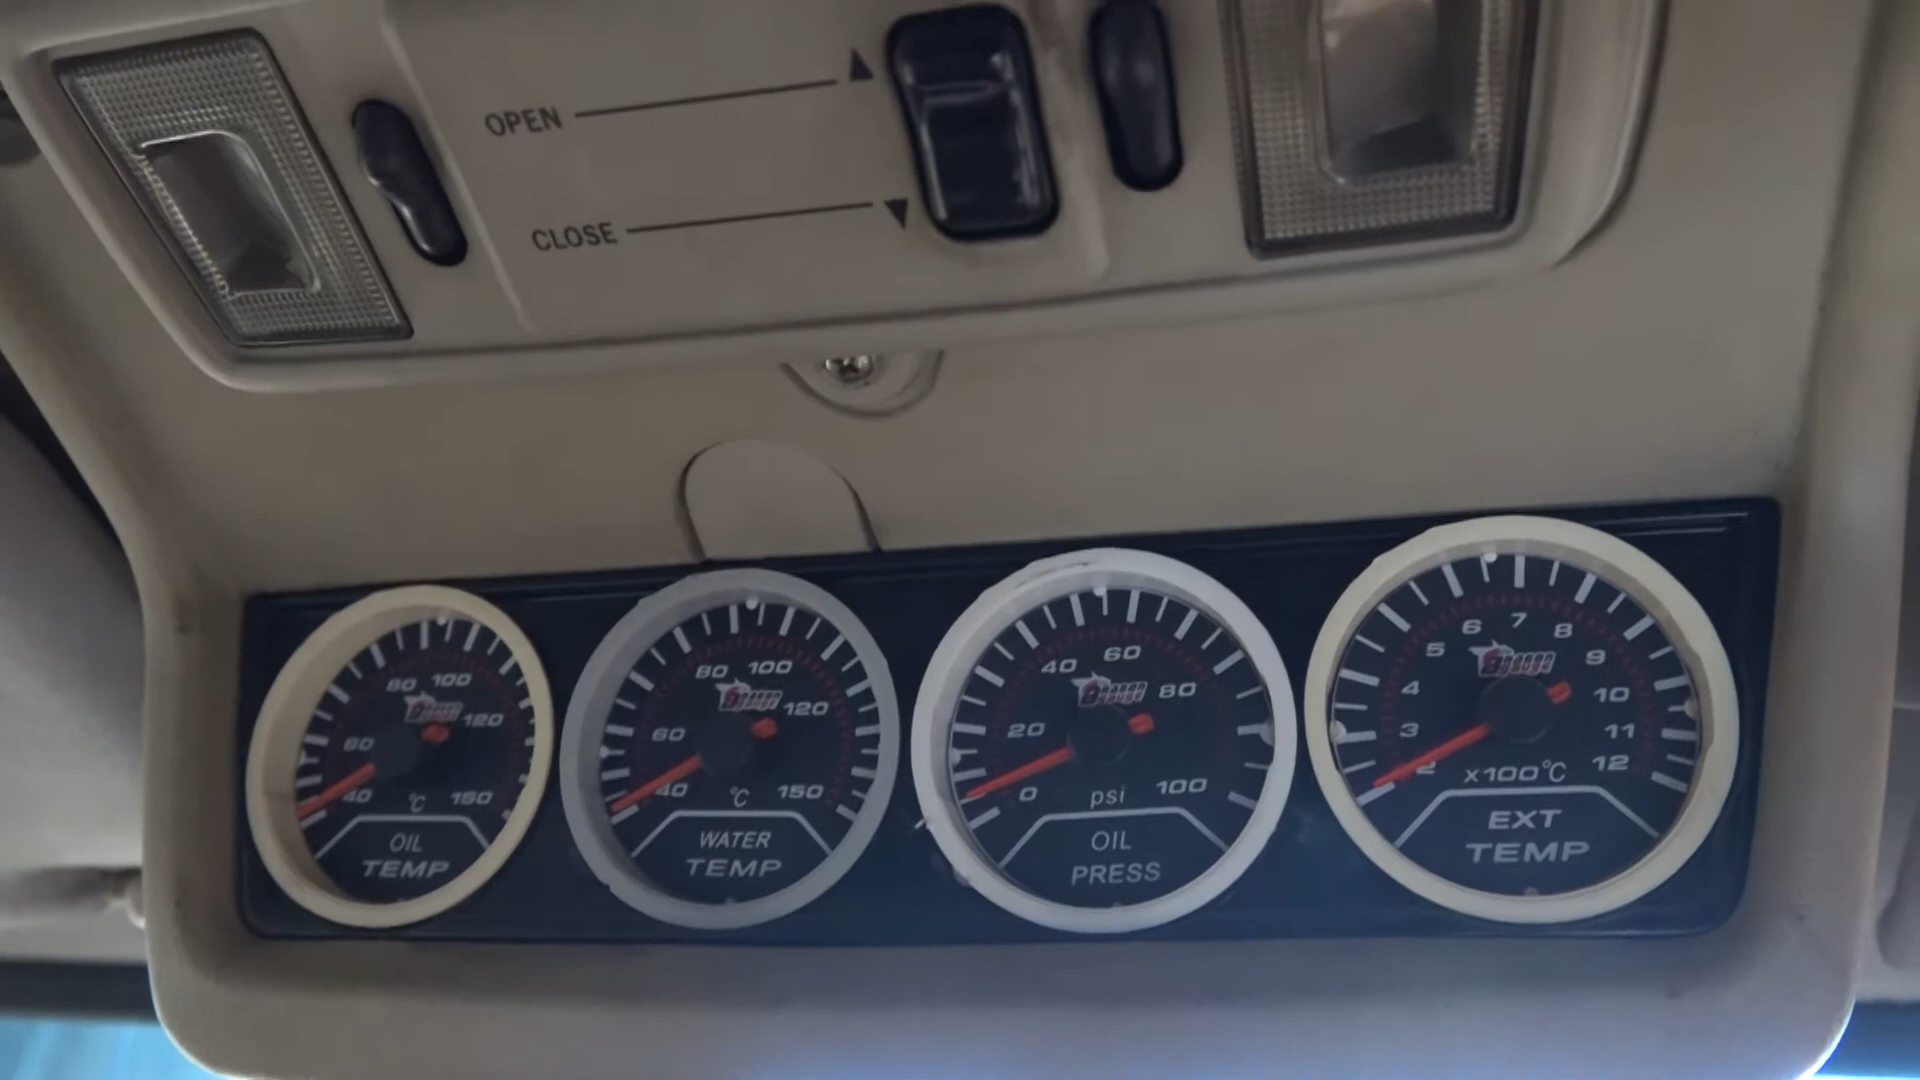 OPEN
CLOSE
40 60 80 100 120 150
°C
OIL
TEMP
40 60 80 100 120 150
°C
WATER
TEMP
0 20 40 60 80 100
psi
OIL
PRESS
2 3 4 5 6 7 8 9 10 11 12
x100°C
EXT
TEMP